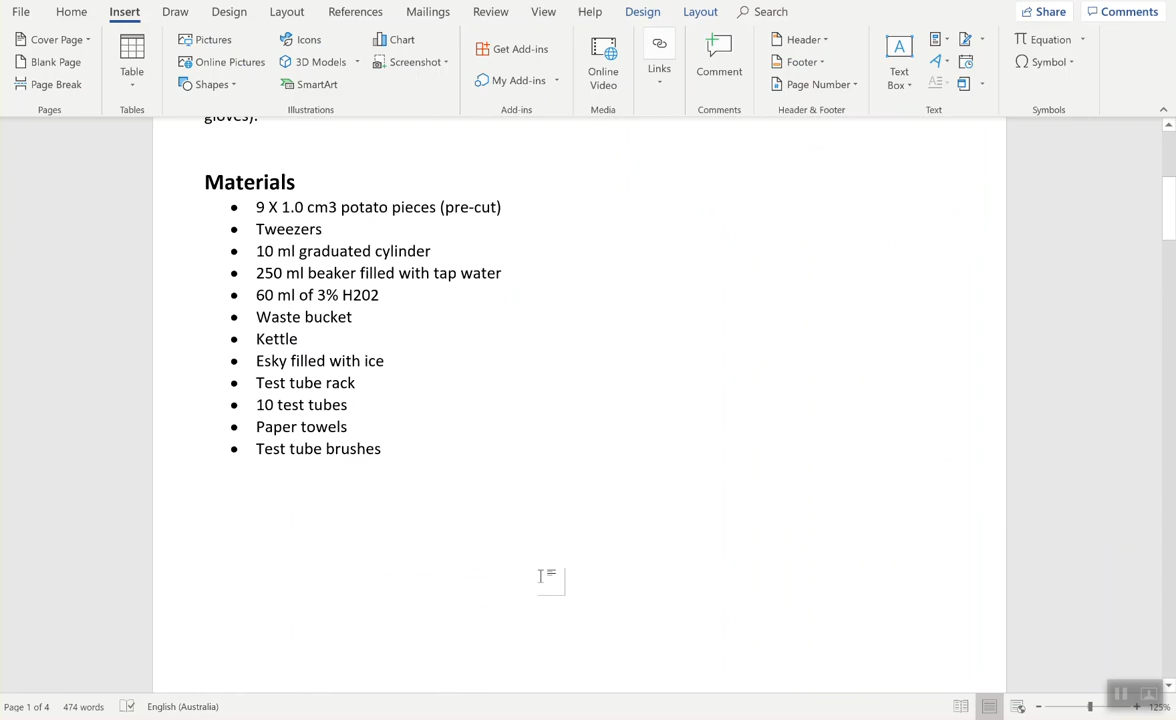 File Home Insert Draw Design Layout References Mailings Review View Help Design Layout Search Share Comments
Cover Page Pictures Icons Chart Get Add-ins Header Equation
Blank Page Online Pictures 3D Models Screenshot Footer Symbol
Page Break Table Shapes SmartArt My Add-ins Online Video Links Comment Page Number Text Box
Pages Tables Illustrations Add-ins Media Comments Header & Footer Text Symbols
gloves).
Materials
• 9 X 1.0 cm3 potato pieces (pre-cut)
• Tweezers
• 10 ml graduated cylinder
• 250 ml beaker filled with tap water
• 60 ml of 3% H202
• Waste bucket
• Kettle
• Esky filled with ice
• Test tube rack
• 10 test tubes
• Paper towels
• Test tube brushes
Page 1 of 4 474 words English (Australia) 125%